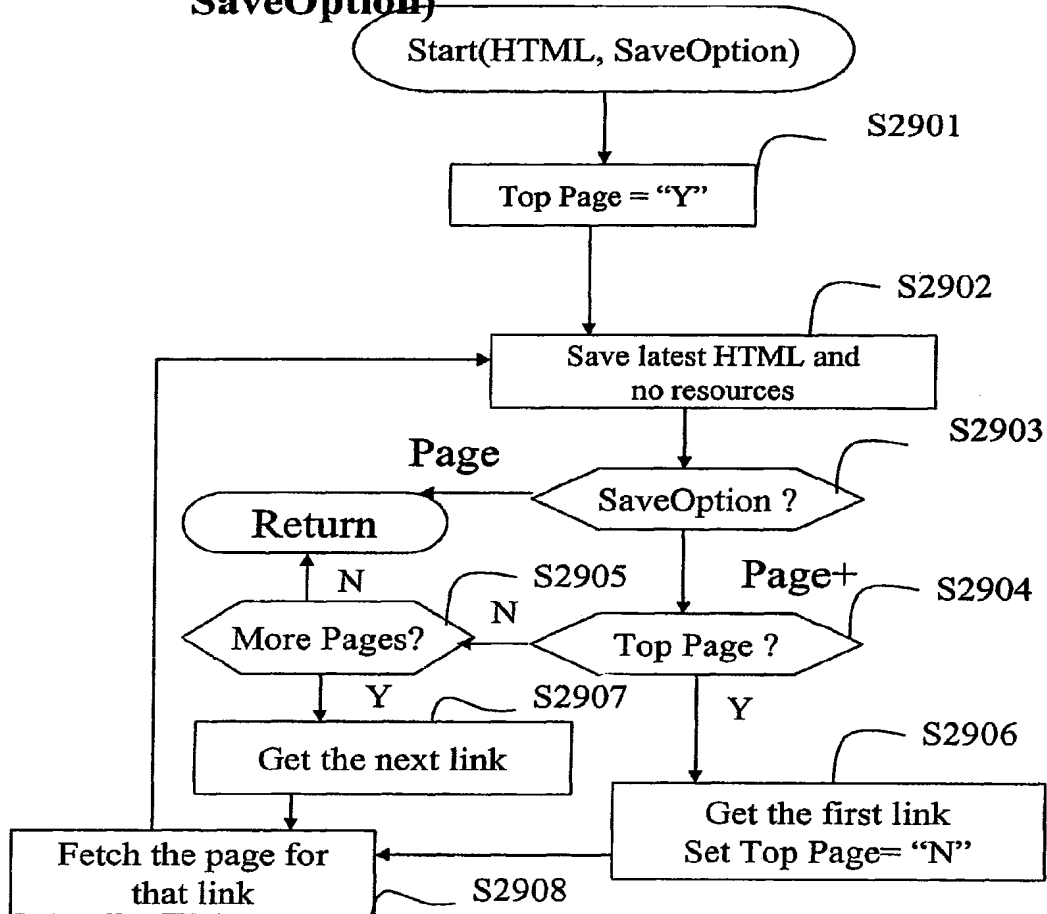 SaveOption)
Start(HTML, SaveOption)
S2901
Top Page = “Y”
S2902
Save latest HTML and
no resources
S2903
Page
SaveOption ?
Return
Page+
N
S2905
S2904
N
More Pages?
Top Page ?
Y
S2907
Y
Get the next link
S2906
Get the first link
Set Top Page= “N”
Fetch the page for
that link
S2908